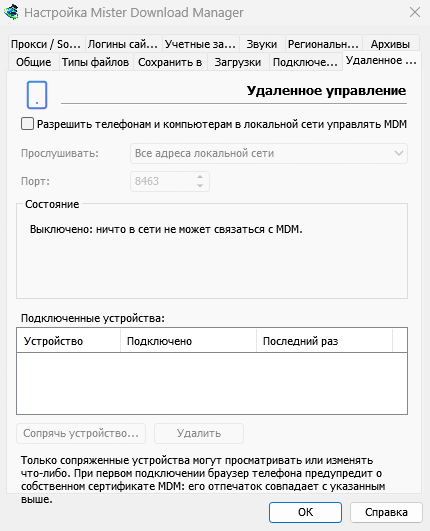 Настройка Mister Download Manager
Прокси / So...
Логины сай...
Учетные за...
Звуки
Региональн...
Архивы
Общие
Типы файлов
Сохранить в
Загрузки
Подключе...
Удаленное ...
Удаленное управление
Разрешить телефонам и компьютерам в локальной сети управлять MDM
Прослушивать:
Все адреса локальной сети
Порт:
8463
Состояние
Выключено: ничто в сети не может связаться с MDM.
Подключенные устройства:
Устройство
Подключено
Последний раз
Сопрячь устройство...
Удалить
Только сопряженные устройства могут просматривать или изменять
что-либо. При первом подключении браузер телефона предупредит о
собственном сертификате MDM: его отпечаток совпадает с указанным
выше.
ОК
Справка